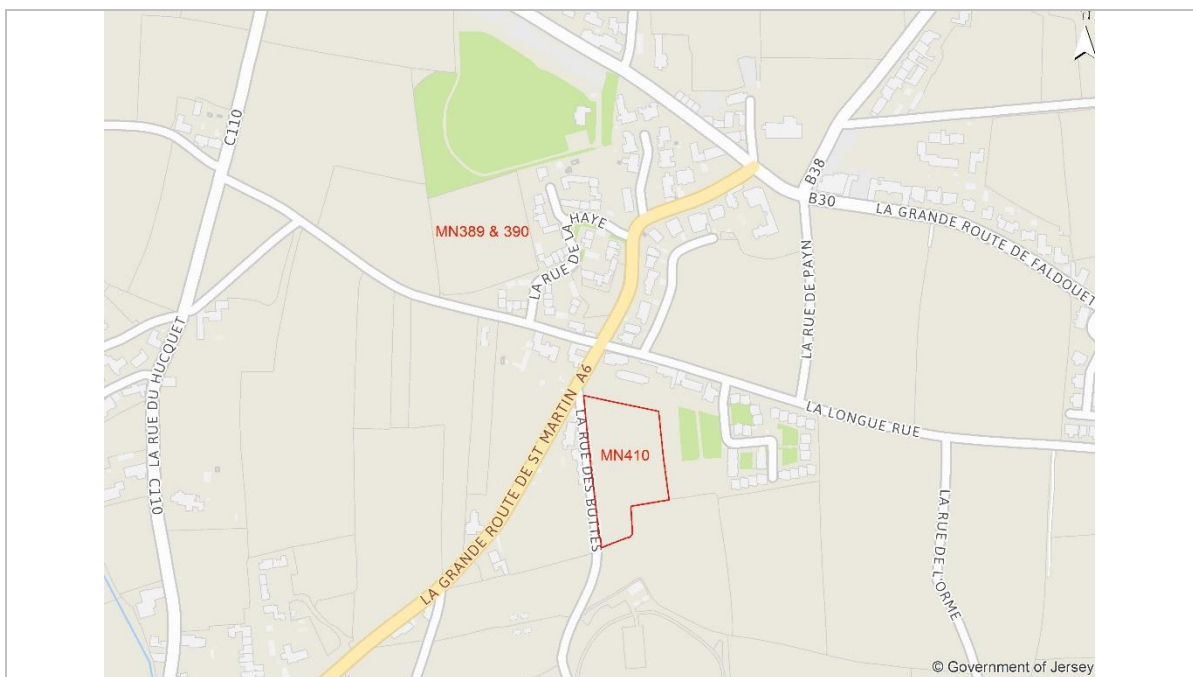 C110
B38
B30
LA GRANDE ROUTE DE FALDOUET
LA RUE DE LA HAYE
MN389 & 390
LA RUE DE PAYN
C110 LA RUE DU HUCQUET
LA GRANDE ROUTE DE ST MARTIN A6
LA LONGUE RUE
MN410
LA RUE DES BUTTES
LA RUE DE L'ORME
© Government of Jersey